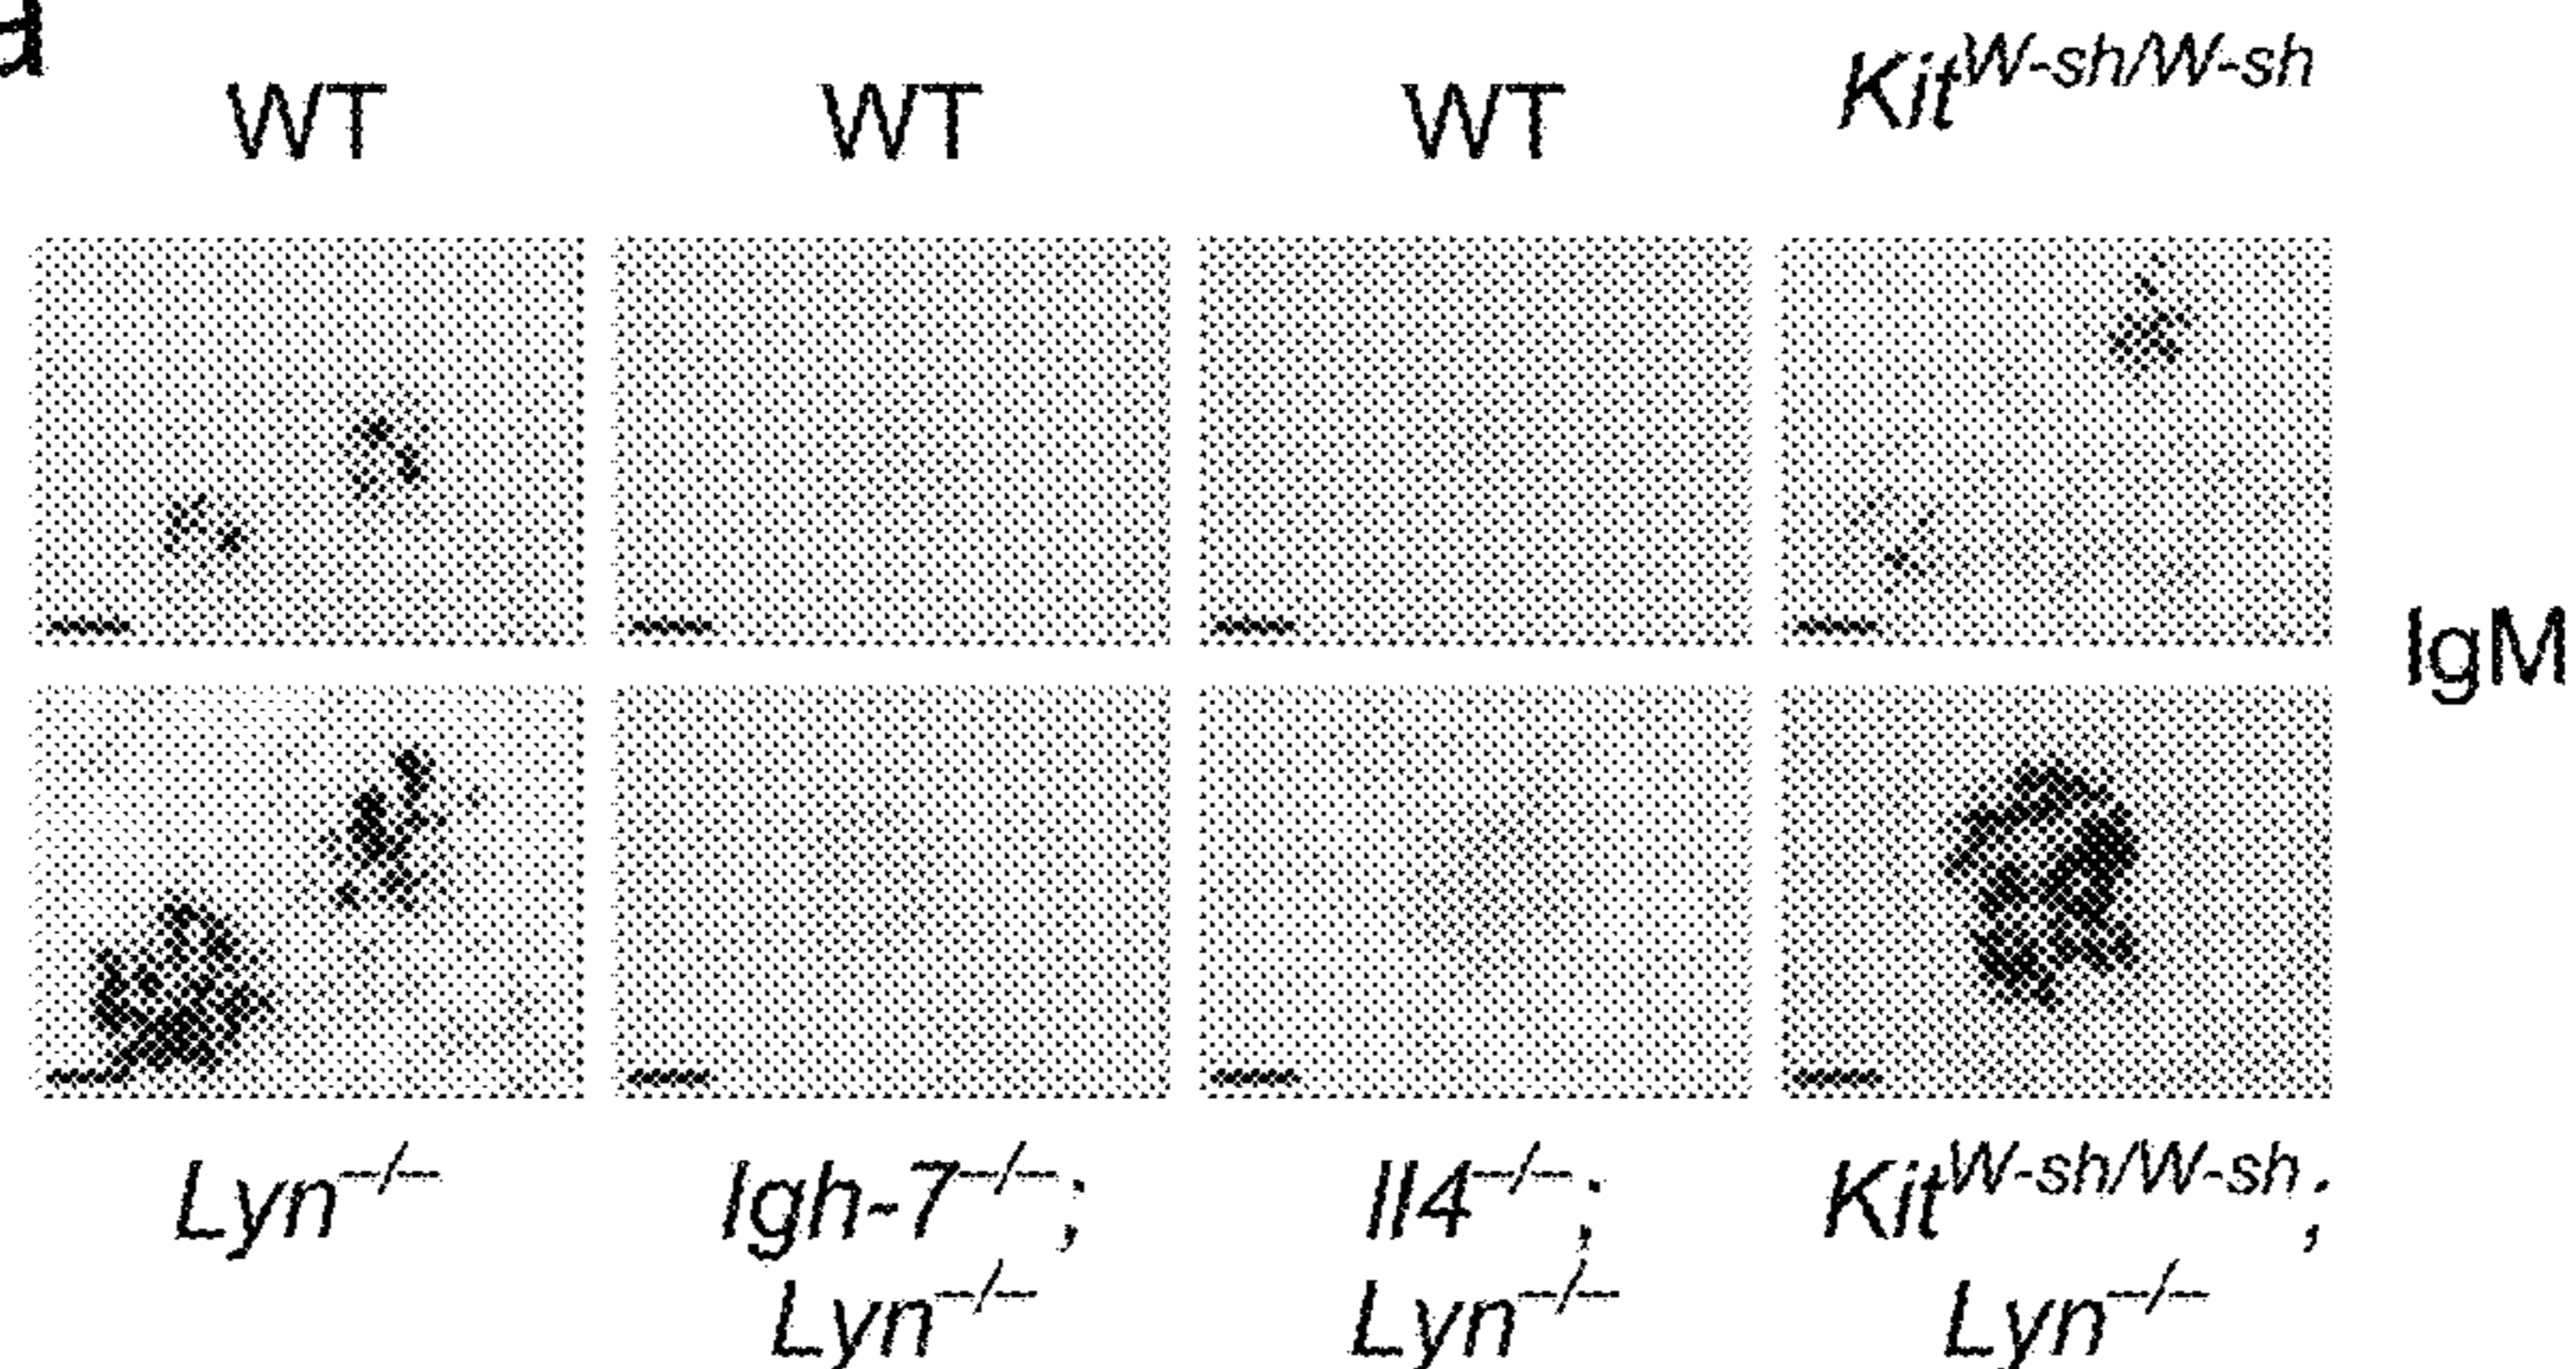 WT WT WT Kit^W-sh/W-sh
IgM
Lyn^–/– Igh-7^–/–; Il4^–/–; Kit^W-sh/W-sh;
Lyn^–/– Lyn^–/– Lyn^–/–